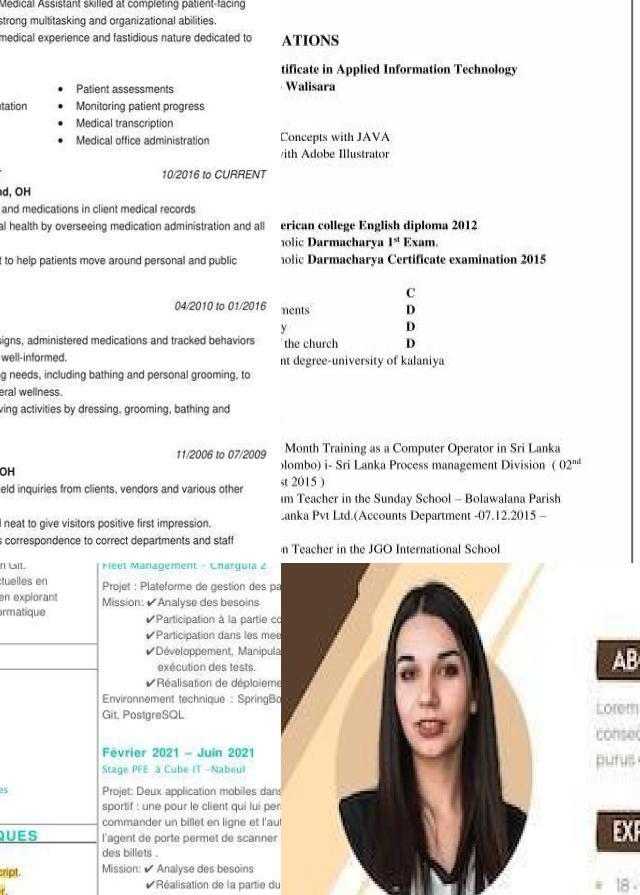 Medical Assistant skilled at completing patient-facing
strong multitasking and organizational abilities.
medical experience and fastidious nature dedicated to
• Patient assessments
• Monitoring patient progress
• Medical transcription
• Medical office administration
10/2016 to CURRENT
OH
and medications in client medical records
health by overseeing medication administration and all
to help patients move around personal and public
04/2010 to 01/2016
administered medications and tracked behaviors
well-informed.
needs, including bathing and personal grooming, to
wellness.
activities by dressing, grooming, bathing and
11/2006 to 07/2009
OH
inquiries from clients, vendors and various other
neat to give visitors positive first impression.
correspondence to correct departments and staff
ATIONS
tificate in Applied Information Technology
Walisara
Concepts with JAVA
with Adobe Illustrator
erican college English diploma 2012
holic Darmacharya 1st Exam.
holic Darmacharya Certificate examination 2015
C
ments D
y D
the church D
nt degree-university of kalaniya
Month Training as a Computer Operator in Sri Lanka
olombo) i- Sri Lanka Process management Division ( 02nd
st 2015 )
um Teacher in the Sunday School – Bolawalana Parish
Lanka Pvt Ltd.(Accounts Department -07.12.2015 –
n Teacher in the JGO International School
n Git.
ctuelles en
en explorant
ormatique
QUES
cript.
Fleet Management - Charguia 2
Projet : Plateforme de gestion des pa
Mission: ✔Analyse des besoins
✔Participation à la partie co
✔Participation dans les mee
✔Développement, Manipula
exécution des tests.
✔Réalisation de déploieme
Environnement technique : SpringBo
Git, PostgreSQL
Février 2021 – Juin 2021
Stage PFE à Cube IT -Nabeul
Projet: Deux application mobiles dans
sportif : une pour le client qui lui per
commander un billet en ligne et l'aut
l'agent de porte permet de scanner
des billets .
Mission: ✔ Analyse des besoins
✔Réalisation de la partie du
AB
Lorem
consec
purus
EXP
18 -